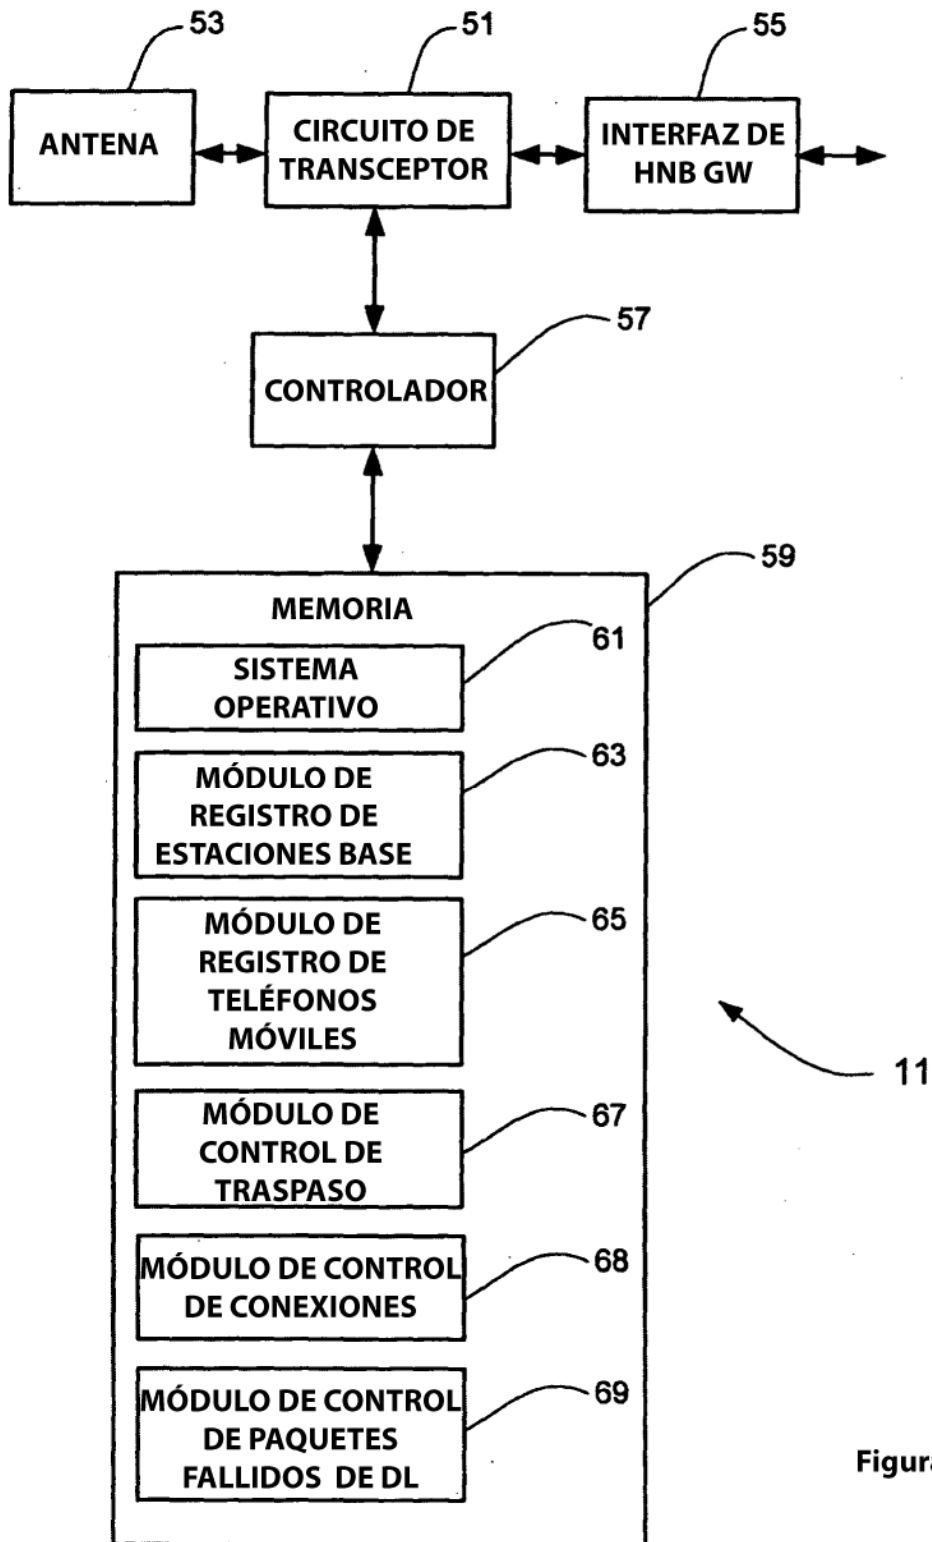 53
51
55
ANTENA
CIRCUITO DE
TRANSCEPTOR
INTERFAZ DE
HNB GW
57
CONTROLADOR
59
MEMORIA
61
SISTEMA
OPERATIVO
63
MÓDULO DE
REGISTRO DE
ESTACIONES BASE
65
MÓDULO DE
REGISTRO DE
TELÉFONOS
MÓVILES
11
67
MÓDULO DE
CONTROL DE
TRASPASO
68
MÓDULO DE CONTROL
DE CONEXIONES
69
MÓDULO DE CONTROL
DE PAQUETES
FALLIDOS DE DL